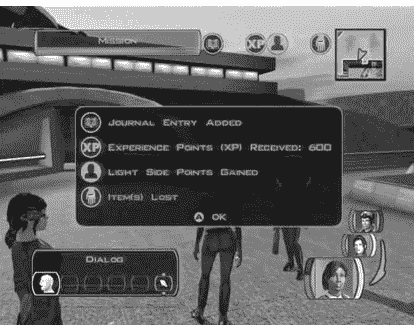 Mission
XP
Journal Entry Added
XP Experience Points (XP) Received: 600
Light Side Points Gained
Item(s) Lost
A OK
Dialog